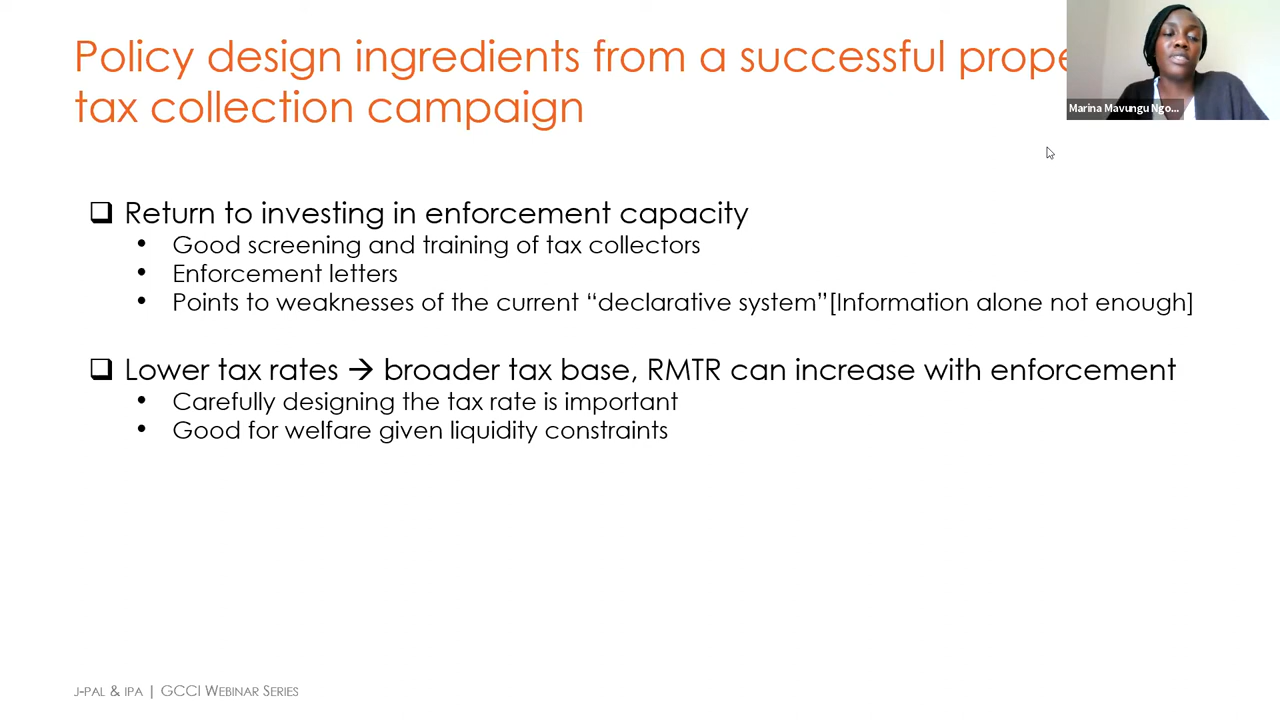 Policy design ingredients from a successful prope
tax collection campaign
Marina Mavungu Ngo...
Return to investing in enforcement capacity
Good screening and training of tax collectors
Enforcement letters
Points to weaknesses of the current “declarative system”[Information alone not enough]
Lower tax rates → broader tax base, RMTR can increase with enforcement
Carefully designing the tax rate is important
Good for welfare given liquidity constraints
J-PAL & IPA | GCCI WEBINAR SERIES